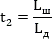 t₂ = Lш / Lд